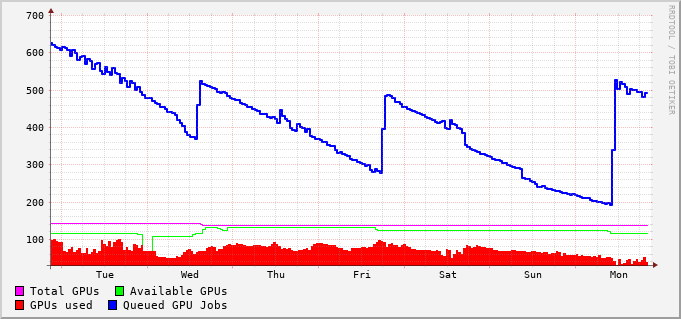 700
600
500
400
300
200
100
Tue Wed Thu Fri Sat Sun Mon
RRDTOOL / TOBI OETIKER
Total GPUs Available GPUs
GPUs used Queued GPU Jobs